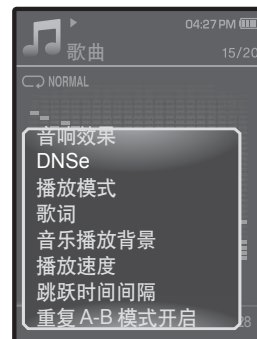 04:27 PM
歌曲
15/20
NORMAL
音响效果
DNSe
播放模式
歌词
音乐播放背景
播放速度
跳跃时间间隔
重复 A-B 模式开启